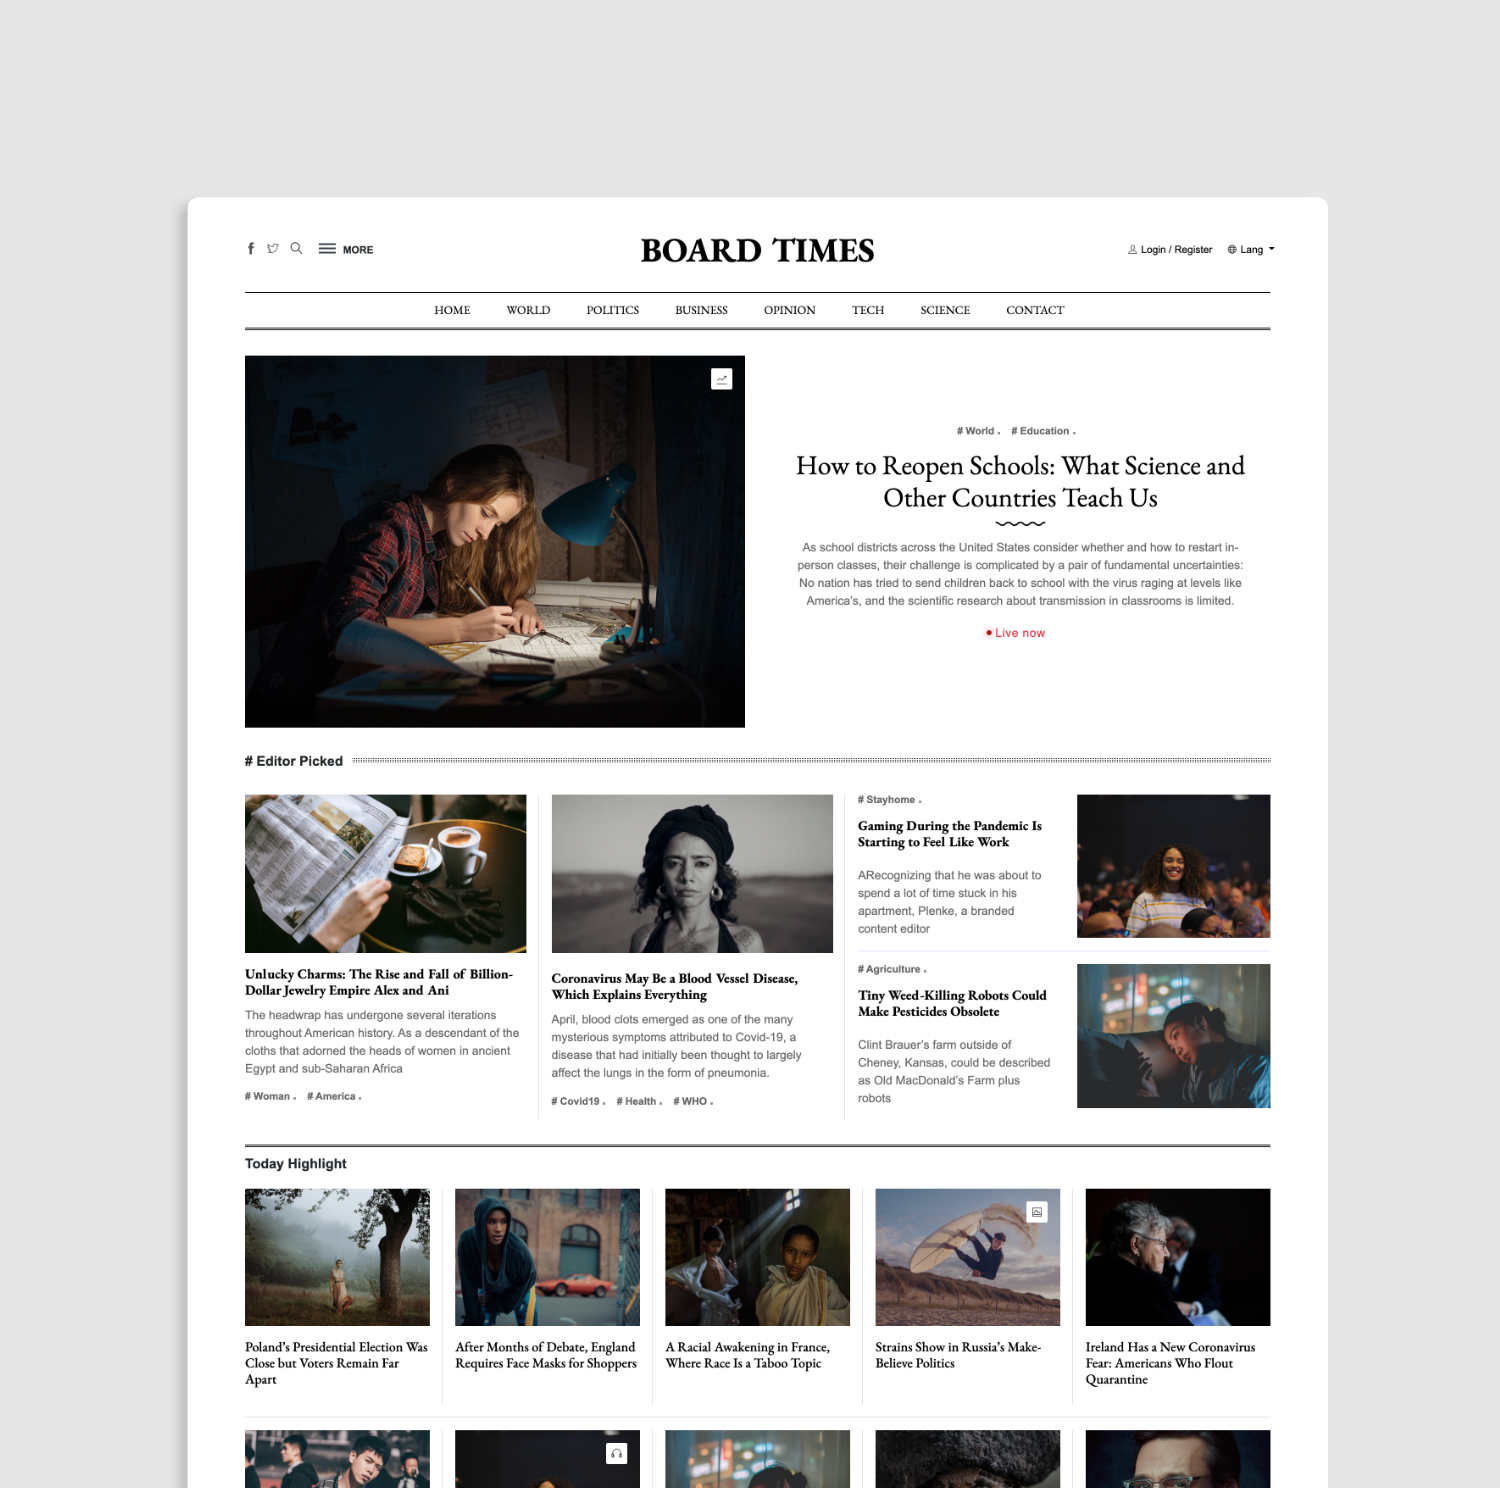 MORE
BOARD TIMES
Login / Register
Lang
HOME WORLD POLITICS BUSINESS OPINION TECH SCIENCE CONTACT
# World . # Education .
How to Reopen Schools: What Science and
Other Countries Teach Us
As school districts across the United States consider whether and how to restart in-
person classes, their challenge is complicated by a pair of fundamental uncertainties:
No nation has tried to send children back to school with the virus raging at levels like
America's, and the scientific research about transmission in classrooms is limited.
Live now
# Editor Picked
Unlucky Charms: The Rise and Fall of Billion-
Dollar Jewelry Empire Alex and Ani
The headwrap has undergone several iterations
throughout American history. As a descendant of the
cloths that adorned the heads of women in ancient
Egypt and sub-Saharan Africa
# Woman . # America .
Coronavirus May Be a Blood Vessel Disease,
Which Explains Everything
April, blood clots emerged as one of the many
mysterious symptoms attributed to Covid-19, a
disease that had initially been thought to largely
affect the lungs in the form of pneumonia.
# Covid19 . # Health . # WHO .
# Stayhome .
Gaming During the Pandemic Is
Starting to Feel Like Work
ARecognizing that he was about to
spend a lot of time stuck in his
apartment, Plenke, a branded
content editor
# Agriculture .
Tiny Weed-Killing Robots Could
Make Pesticides Obsolete
Clint Brauer's farm outside of
Cheney, Kansas, could be described
as Old MacDonald's Farm plus
robots
Today Highlight
Poland's Presidential Election Was
Close but Voters Remain Far
Apart
After Months of Debate, England
Requires Face Masks for Shoppers
A Racial Awakening in France,
Where Race Is a Taboo Topic
Strains Show in Russia's Make-
Believe Politics
Ireland Has a New Coronavirus
Fear: Americans Who Flout
Quarantine